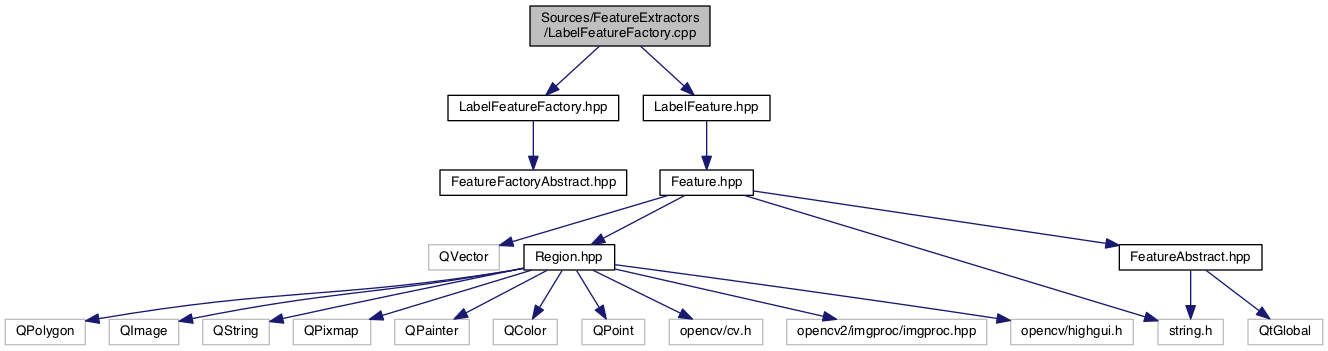 Sources/FeatureExtractors
/LabelFeatureFactory.cpp
LabelFeatureFactory.hpp
LabelFeature.hpp
FeatureFactoryAbstract.hpp
Feature.hpp
QVector
Region.hpp
FeatureAbstract.hpp
QPolygon
QImage
QString
QPixmap
QPainter
QColor
QPoint
opencv/cv.h
opencv2/imgproc/imgproc.hpp
opencv/highgui.h
string.h
QtGlobal